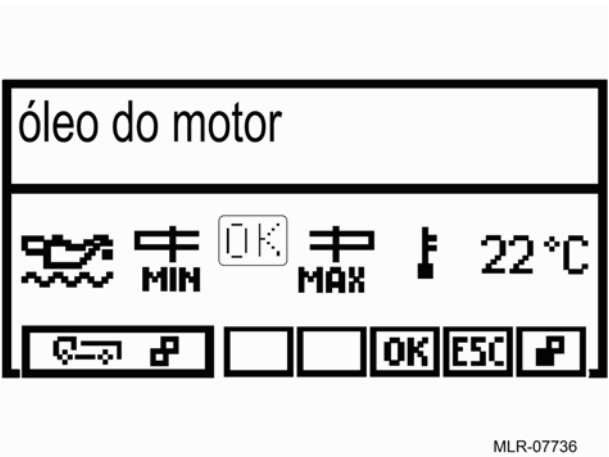 óleo do motor
OK 22°C
MIN MAX
OK ESC
MLR-07736